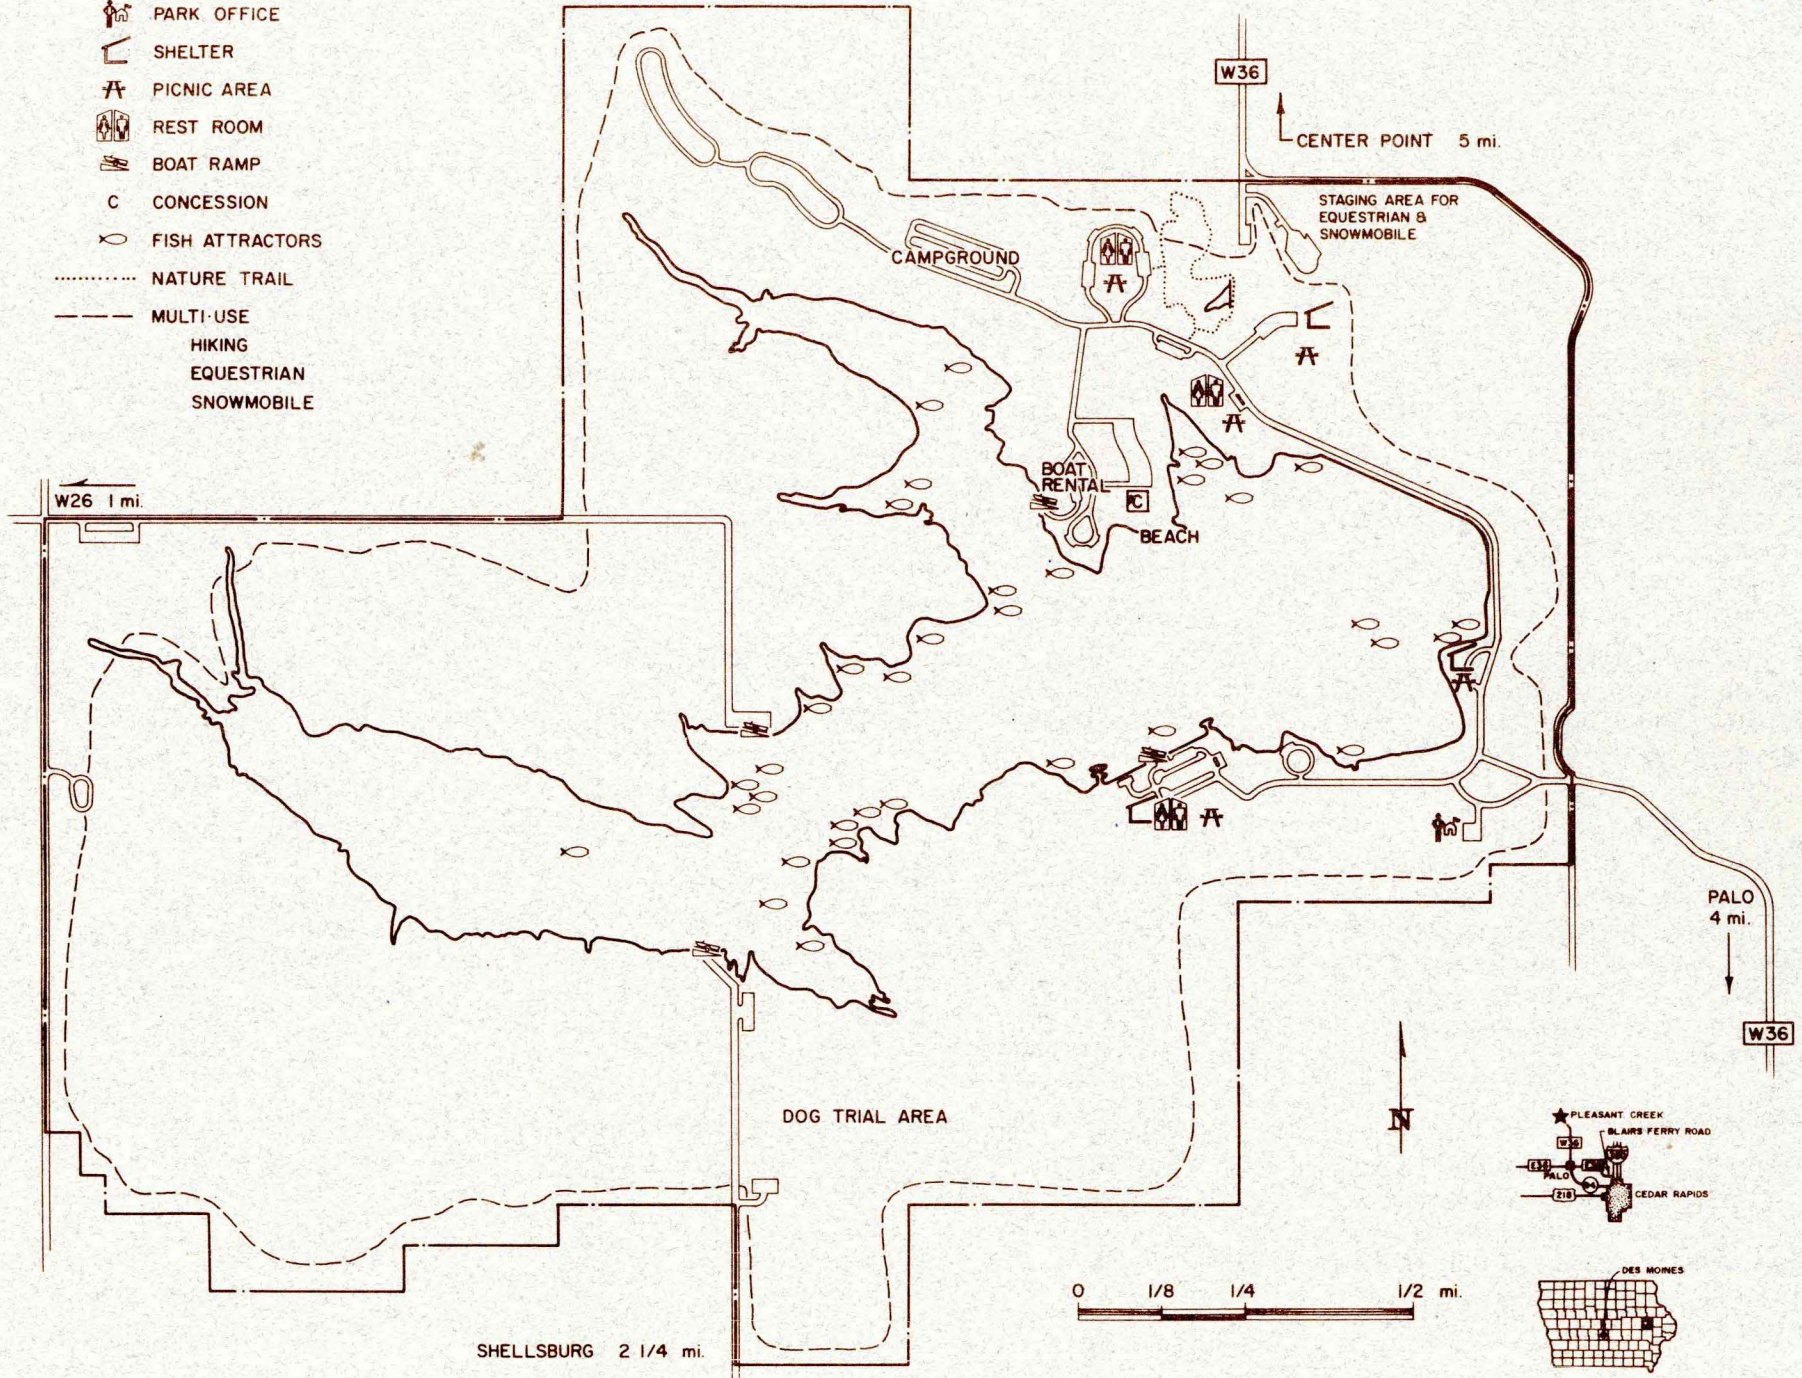 PARK OFFICE
SHELTER
PICNIC AREA
REST ROOM
BOAT RAMP
C CONCESSION
FISH ATTRACTORS
NATURE TRAIL
MULTI-USE
HIKING
EQUESTRIAN
SNOWMOBILE
W36
CENTER POINT 5 mi.
STAGING AREA FOR
EQUESTRIAN &
SNOWMOBILE
CAMPGROUND
W26 1 mi.
BOAT
RENTAL
C
BEACH
PALO
4 mi.
W36
N
DOG TRIAL AREA
PLEASANT CREEK
BLAIRS FERRY ROAD
W36
E36
PALO
218
CEDAR RAPIDS
DES MOINES
0 1/8 1/4 1/2 mi.
SHELLSBURG 2 1/4 mi.